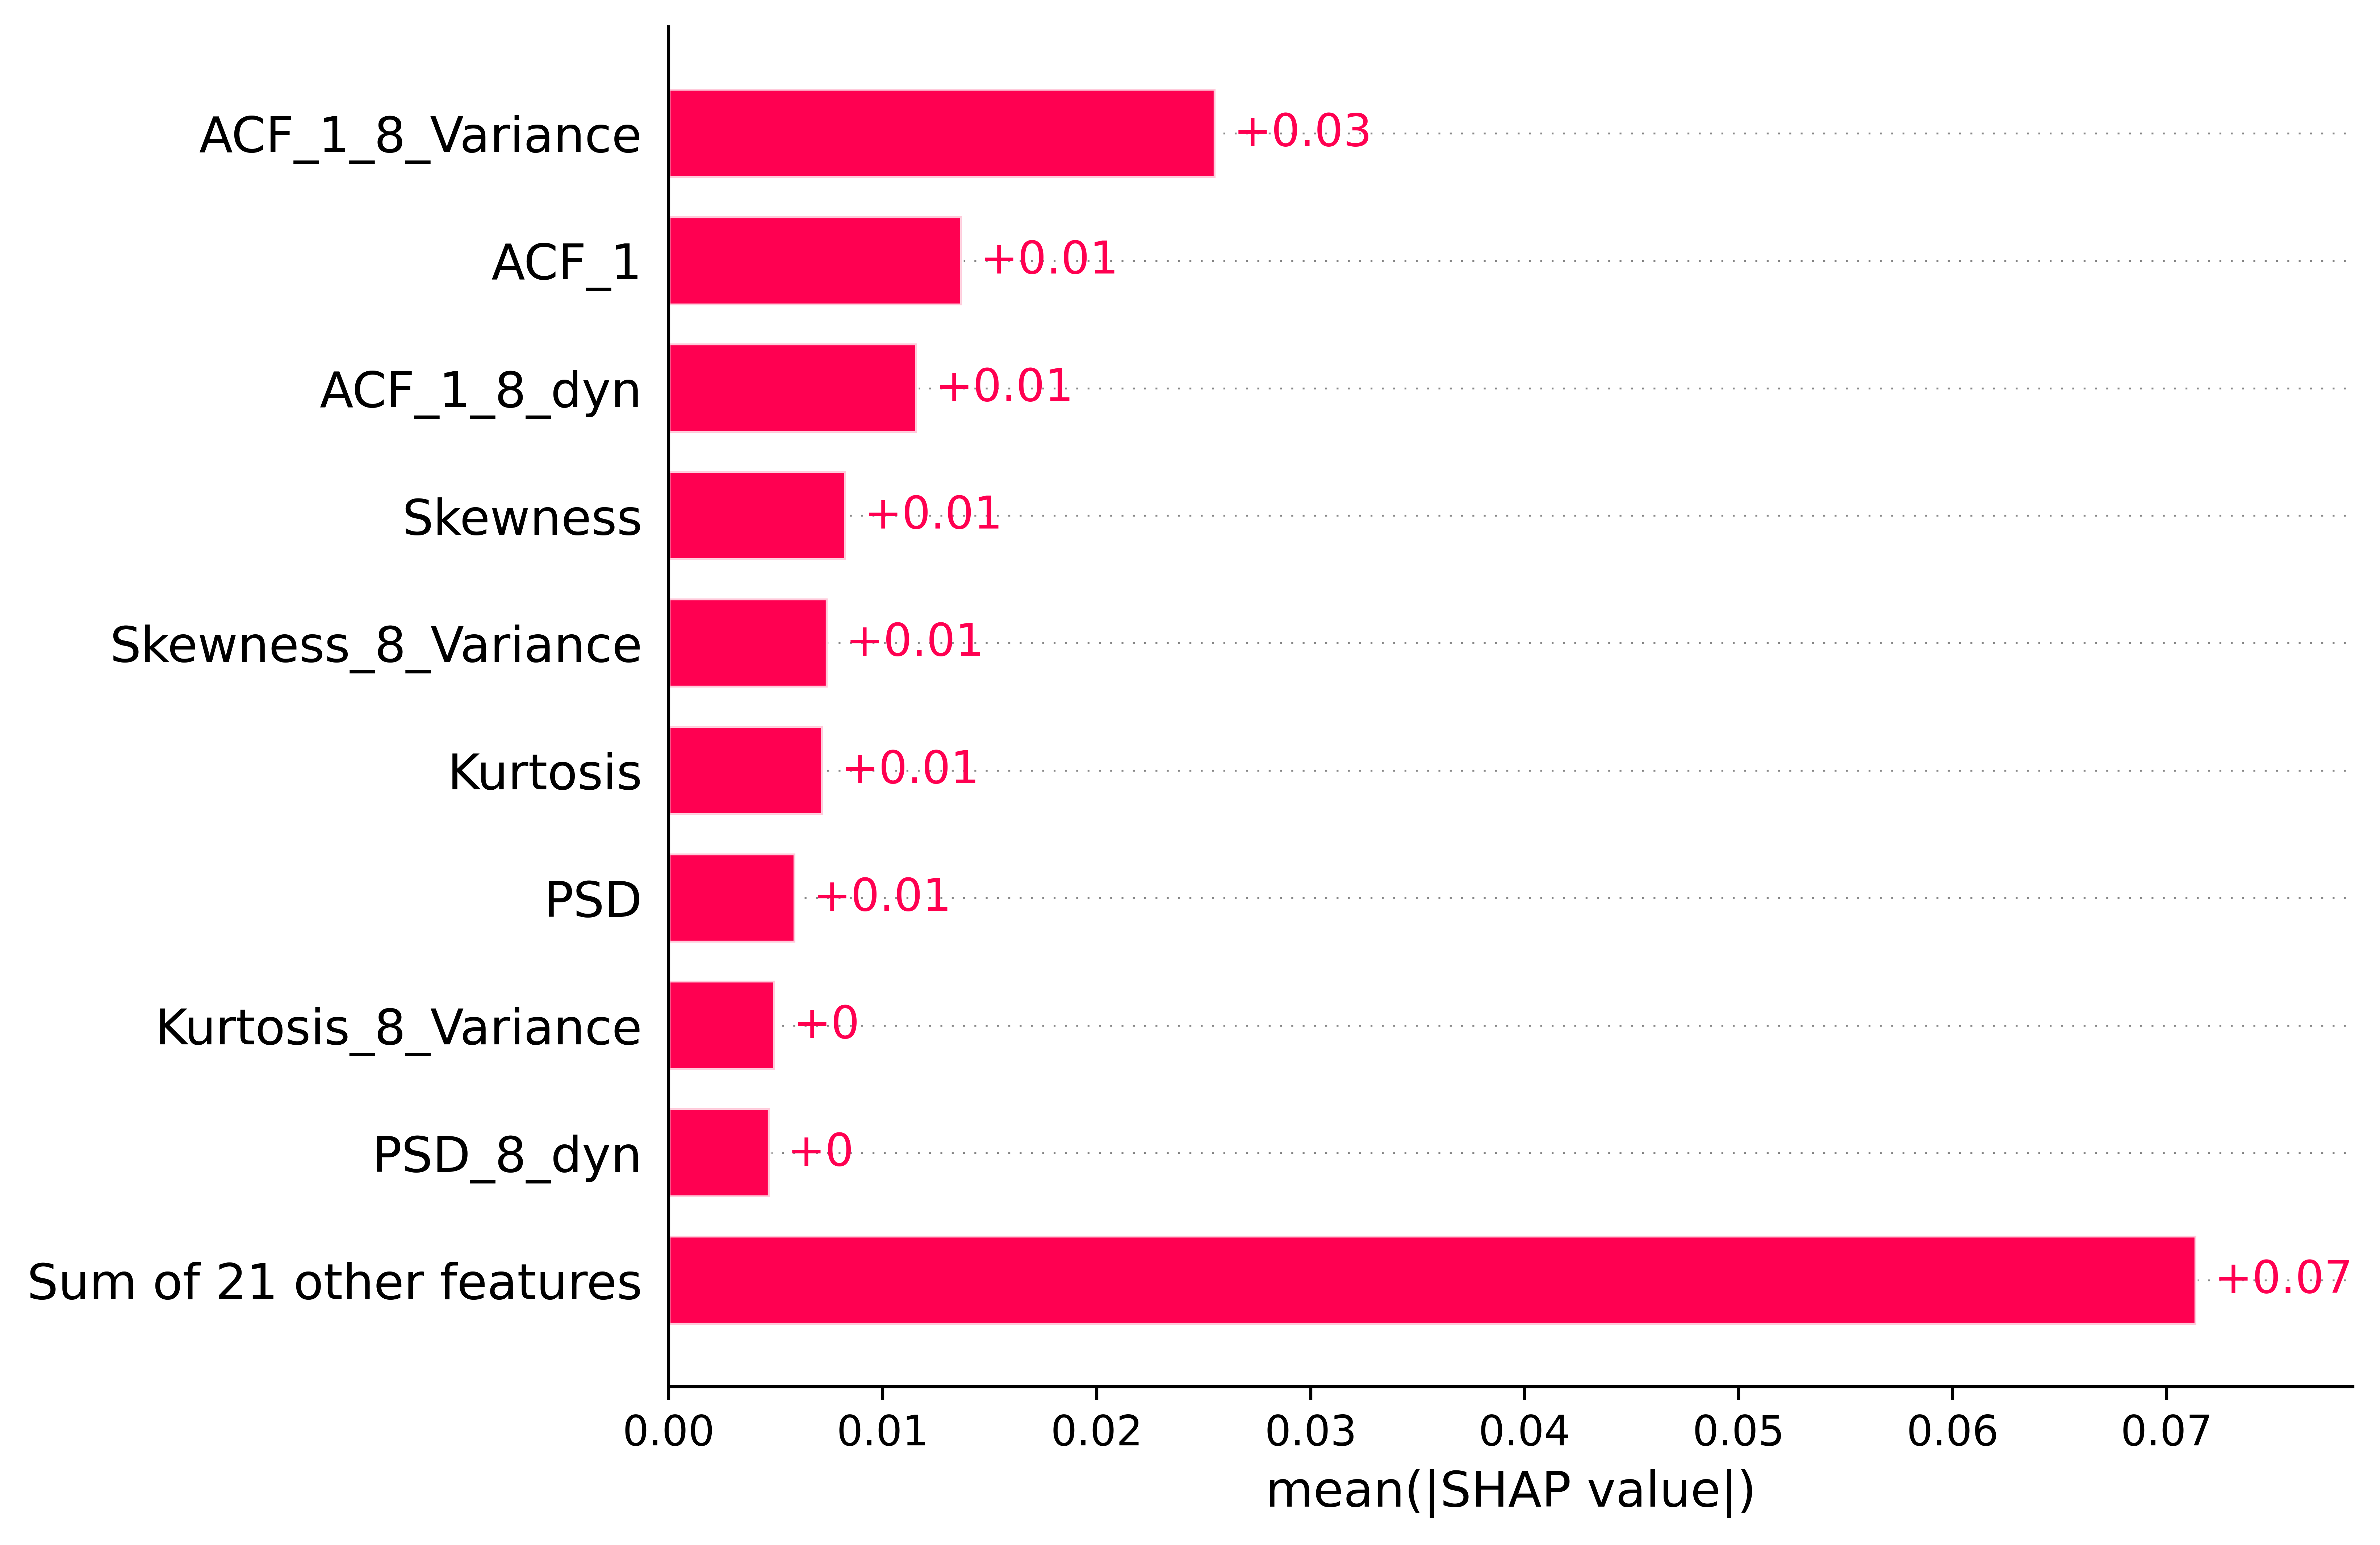 ACF_1_8_Variance +0.03
ACF_1 +0.01
ACF_1_8_dyn +0.01
Skewness +0.01
Skewness_8_Variance +0.01
Kurtosis +0.01
PSD +0.01
Kurtosis_8_Variance +0
PSD_8_dyn +0
Sum of 21 other features +0.07
0.00 0.01 0.02 0.03 0.04 0.05 0.06 0.07
mean(|SHAP value|)